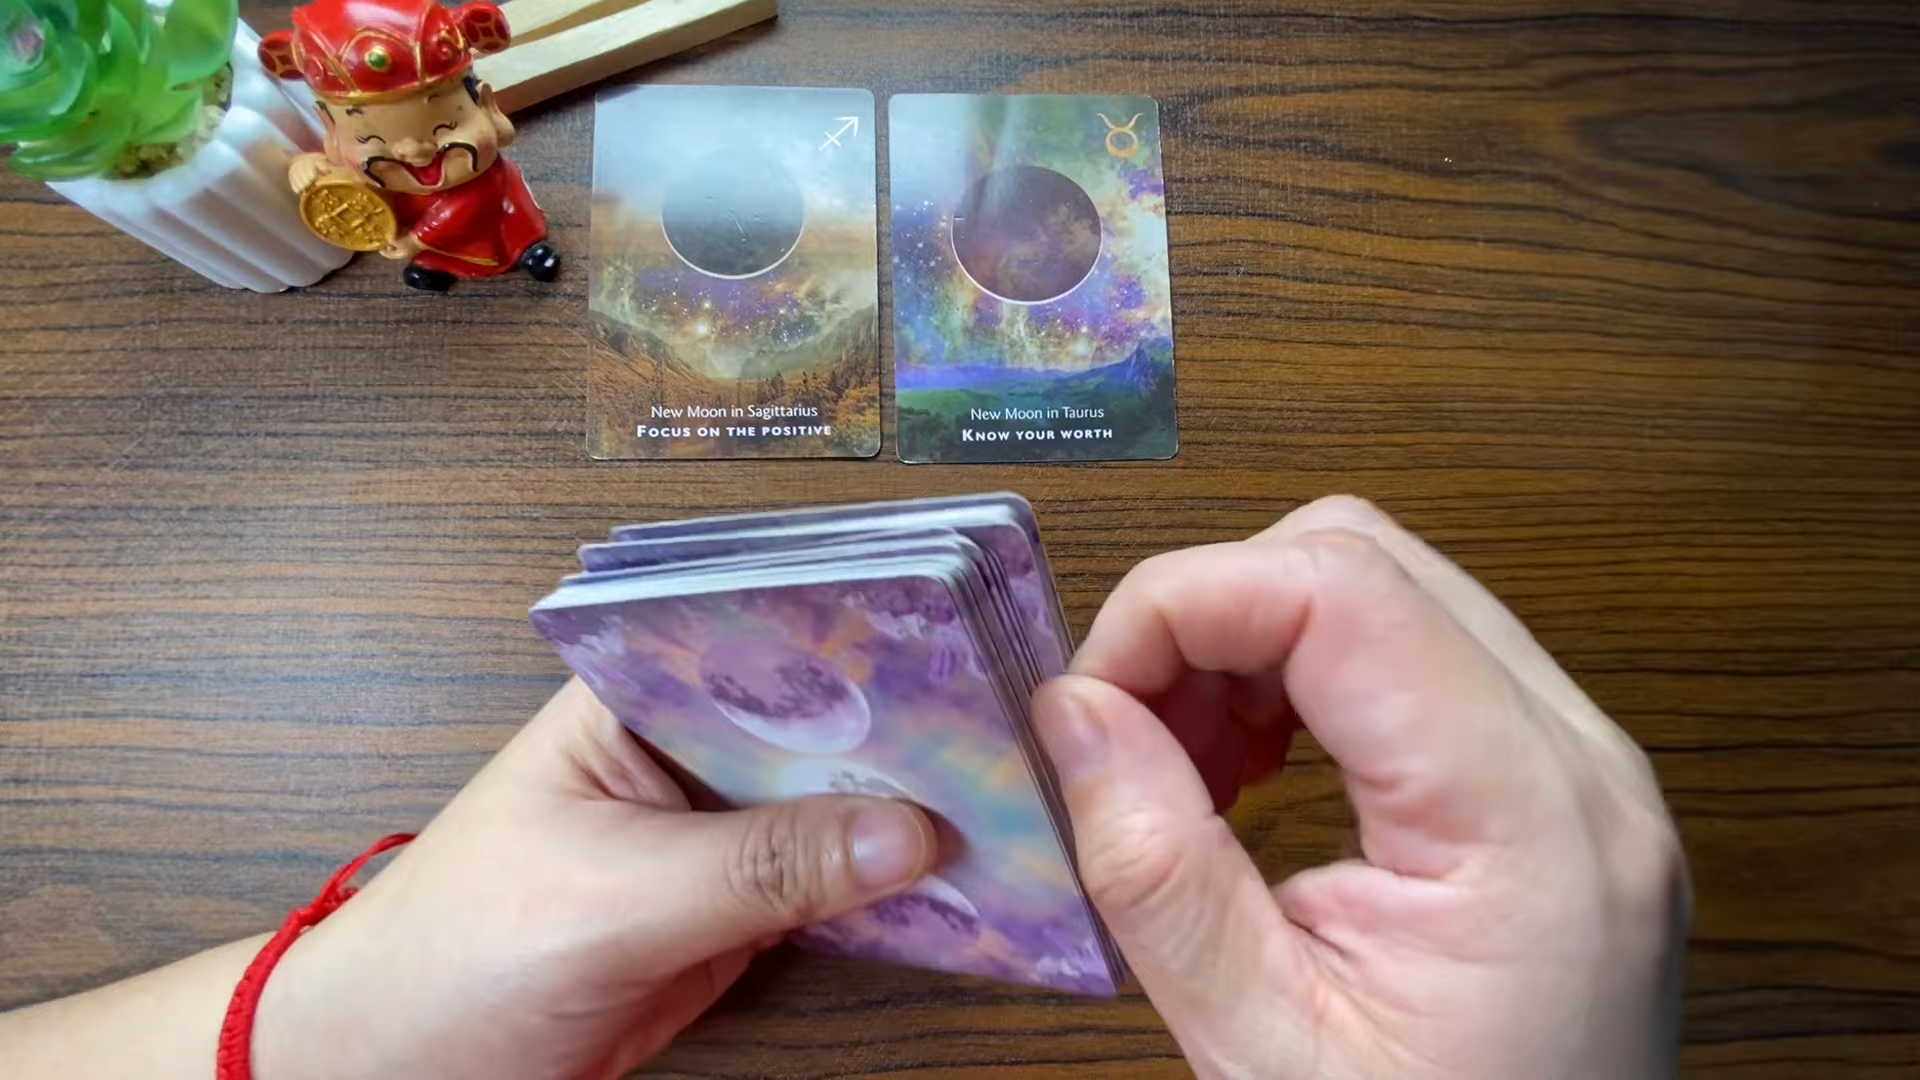 New Moon in Sagittarius
FOCUS ON THE POSITIVE
New Moon in Taurus
KNOW YOUR WORTH